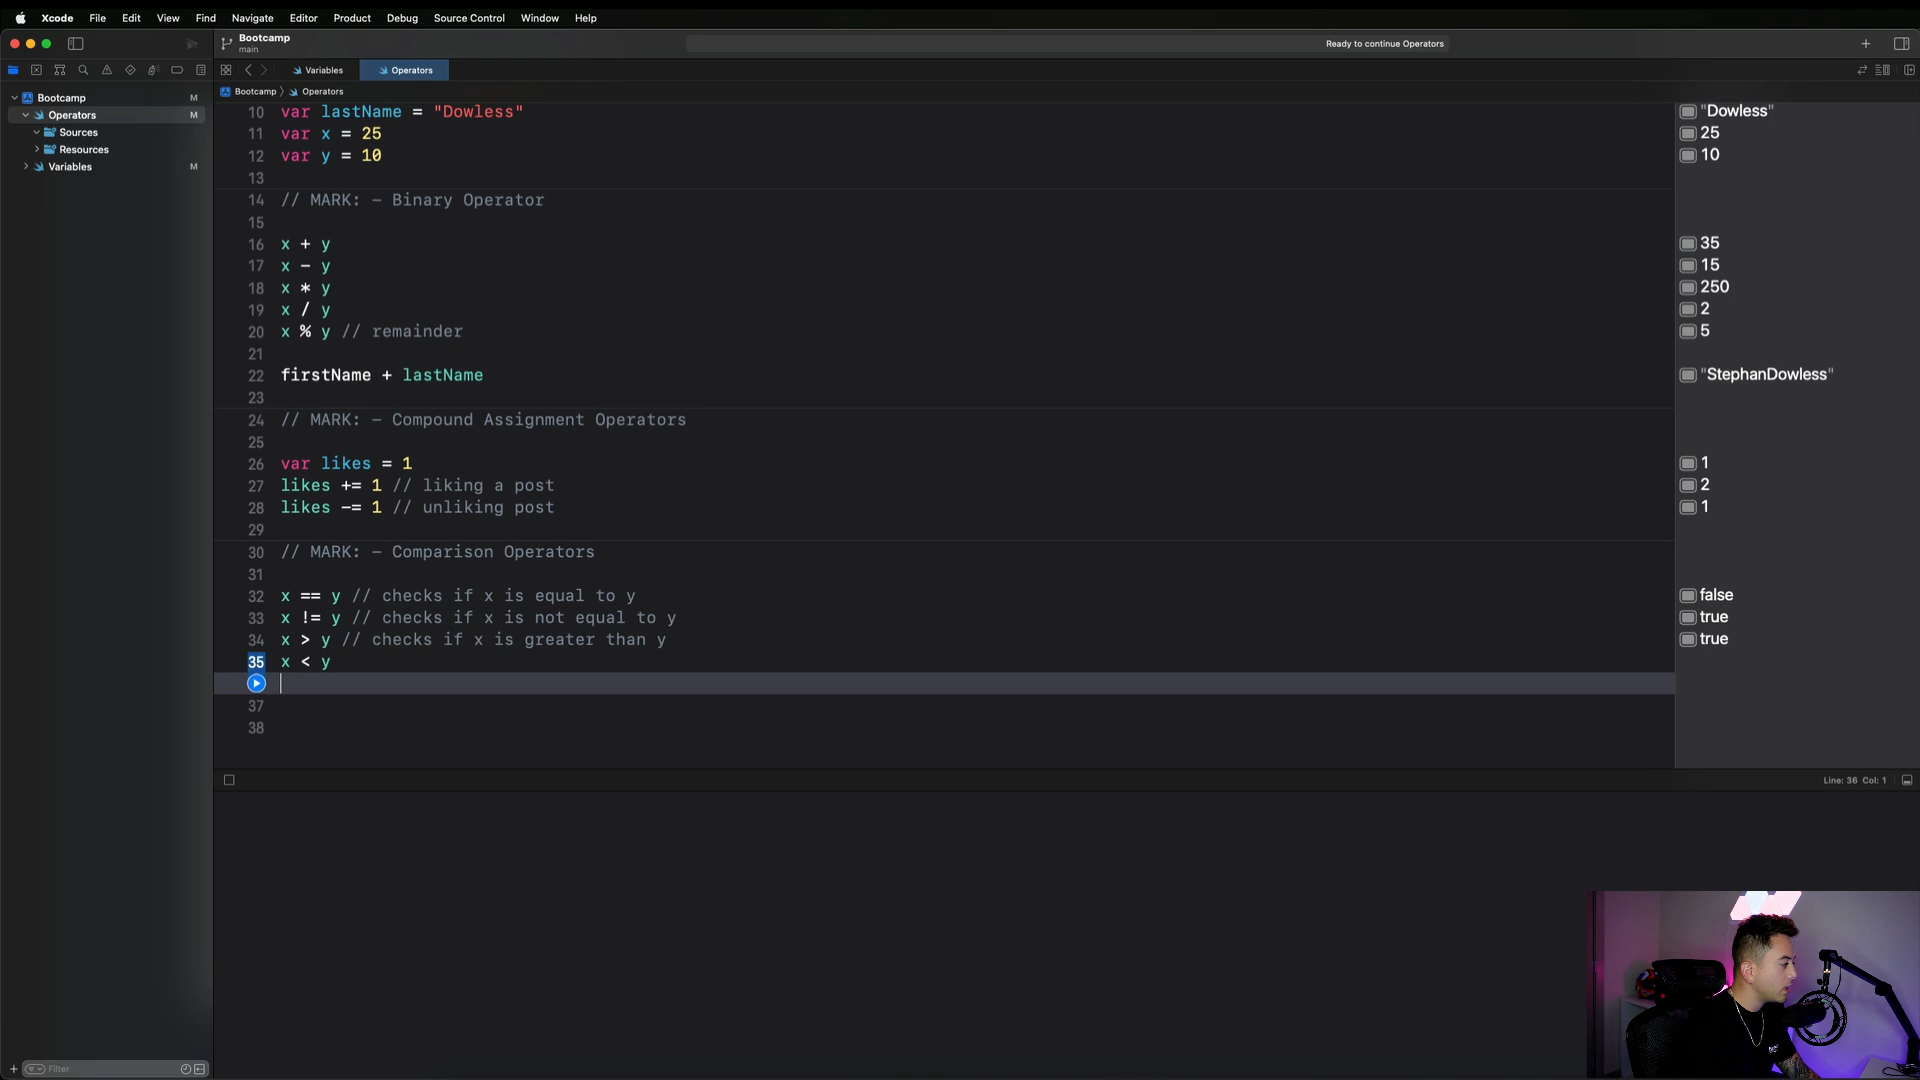 Xcode File Edit View Find Navigate Editor Product Debug Source Control Window Help
Bootcamp
main
Ready to continue Operators
Variables Operators
Bootcamp Operators
Bootcamp M
Operators M
Sources
Resources
Variables M
10 var lastName = "Dowless" "Dowless"
11 var x = 25 25
12 var y = 10 10
13
14 // MARK: - Binary Operator
15
16 x + y 35
17 x - y 15
18 x * y 250
19 x / y 2
20 x % y // remainder 5
21
22 firstName + lastName "StephanDowless"
23
24 // MARK: - Compound Assignment Operators
25
26 var likes = 1 1
27 likes += 1 // liking a post 2
28 likes -= 1 // unliking post 1
29
30 // MARK: - Comparison Operators
31
32 x == y // checks if x is equal to y false
33 x != y // checks if x is not equal to y true
34 x > y // checks if x is greater than y true
35 x < y
37
38
Line: 36 Col: 1
Filter